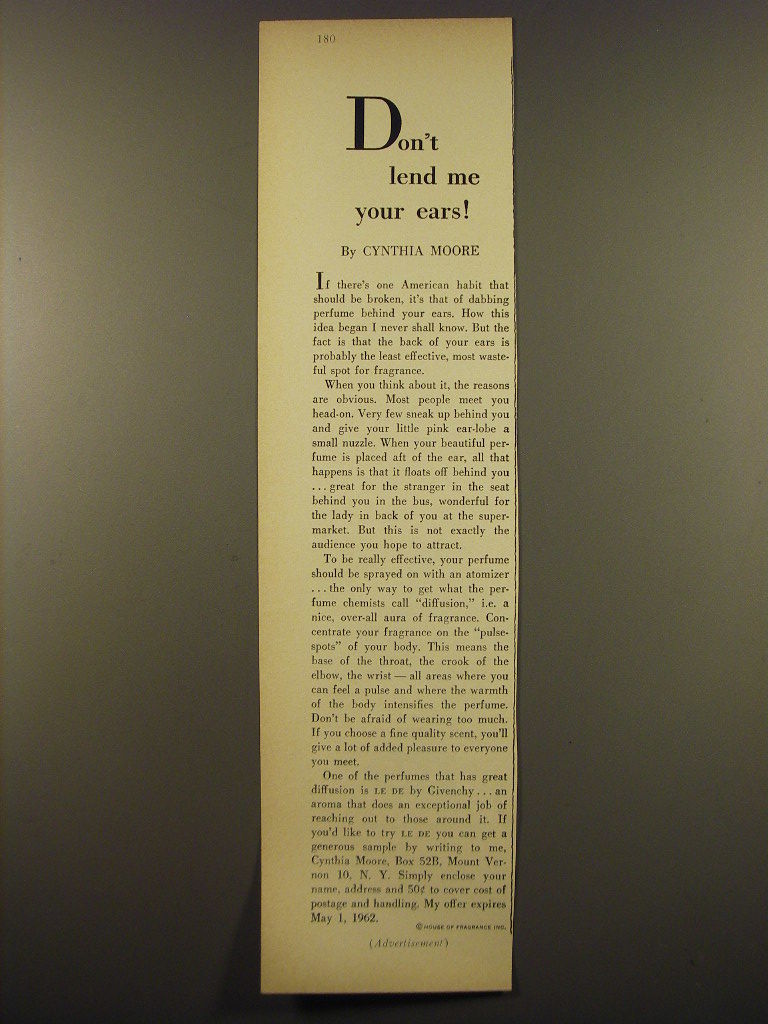 180
Don't
lend me
your ears!
By CYNTHIA MOORE
If there's one American habit that
should be broken, it's that of dabbing
perfume behind your ears. How this
idea began I never shall know. But the
fact is that the back of your ears is
probably the least effective, most waste-
ful spot for fragrance.
When you think about it, the reasons
are obvious. Most people meet you
head-on. Very few sneak up behind you
and give your little pink ear-lobe a
small nuzzle. When your beautiful per-
fume is placed aft of the ear, all that
happens is that it floats off behind you
... great for the stranger in the seat
behind you in the bus, wonderful for
the lady in back of you at the super-
market. But this is not exactly the
audience you hope to attract.
To be really effective, your perfume
should be sprayed on with an atomizer
... the only way to get what the per-
fume chemists call "diffusion," i.e. a
nice, over-all aura of fragrance. Con-
centrate your fragrance on the "pulse-
spots" of your body. This means the
base of the throat, the crook of the
elbow, the wrist — all areas where you
can feel a pulse and where the warmth
of the body intensifies the perfume.
Don't be afraid of wearing too much.
If you choose a fine quality scent, you'll
give a lot of added pleasure to everyone
you meet.
One of the perfumes that has great
diffusion is LE DE by Givenchy ... an
aroma that does an exceptional job of
reaching out to those around it. If
you'd like to try LE DE you can get a
generous sample by writing to me,
Cynthia Moore, Box 52B, Mount Ver-
non 10, N. Y. Simply enclose your
name, address and 50¢ to cover cost of
postage and handling. My offer expires
May 1, 1962.
© HOUSE OF FRAGRANCE INC.
(Advertisement)